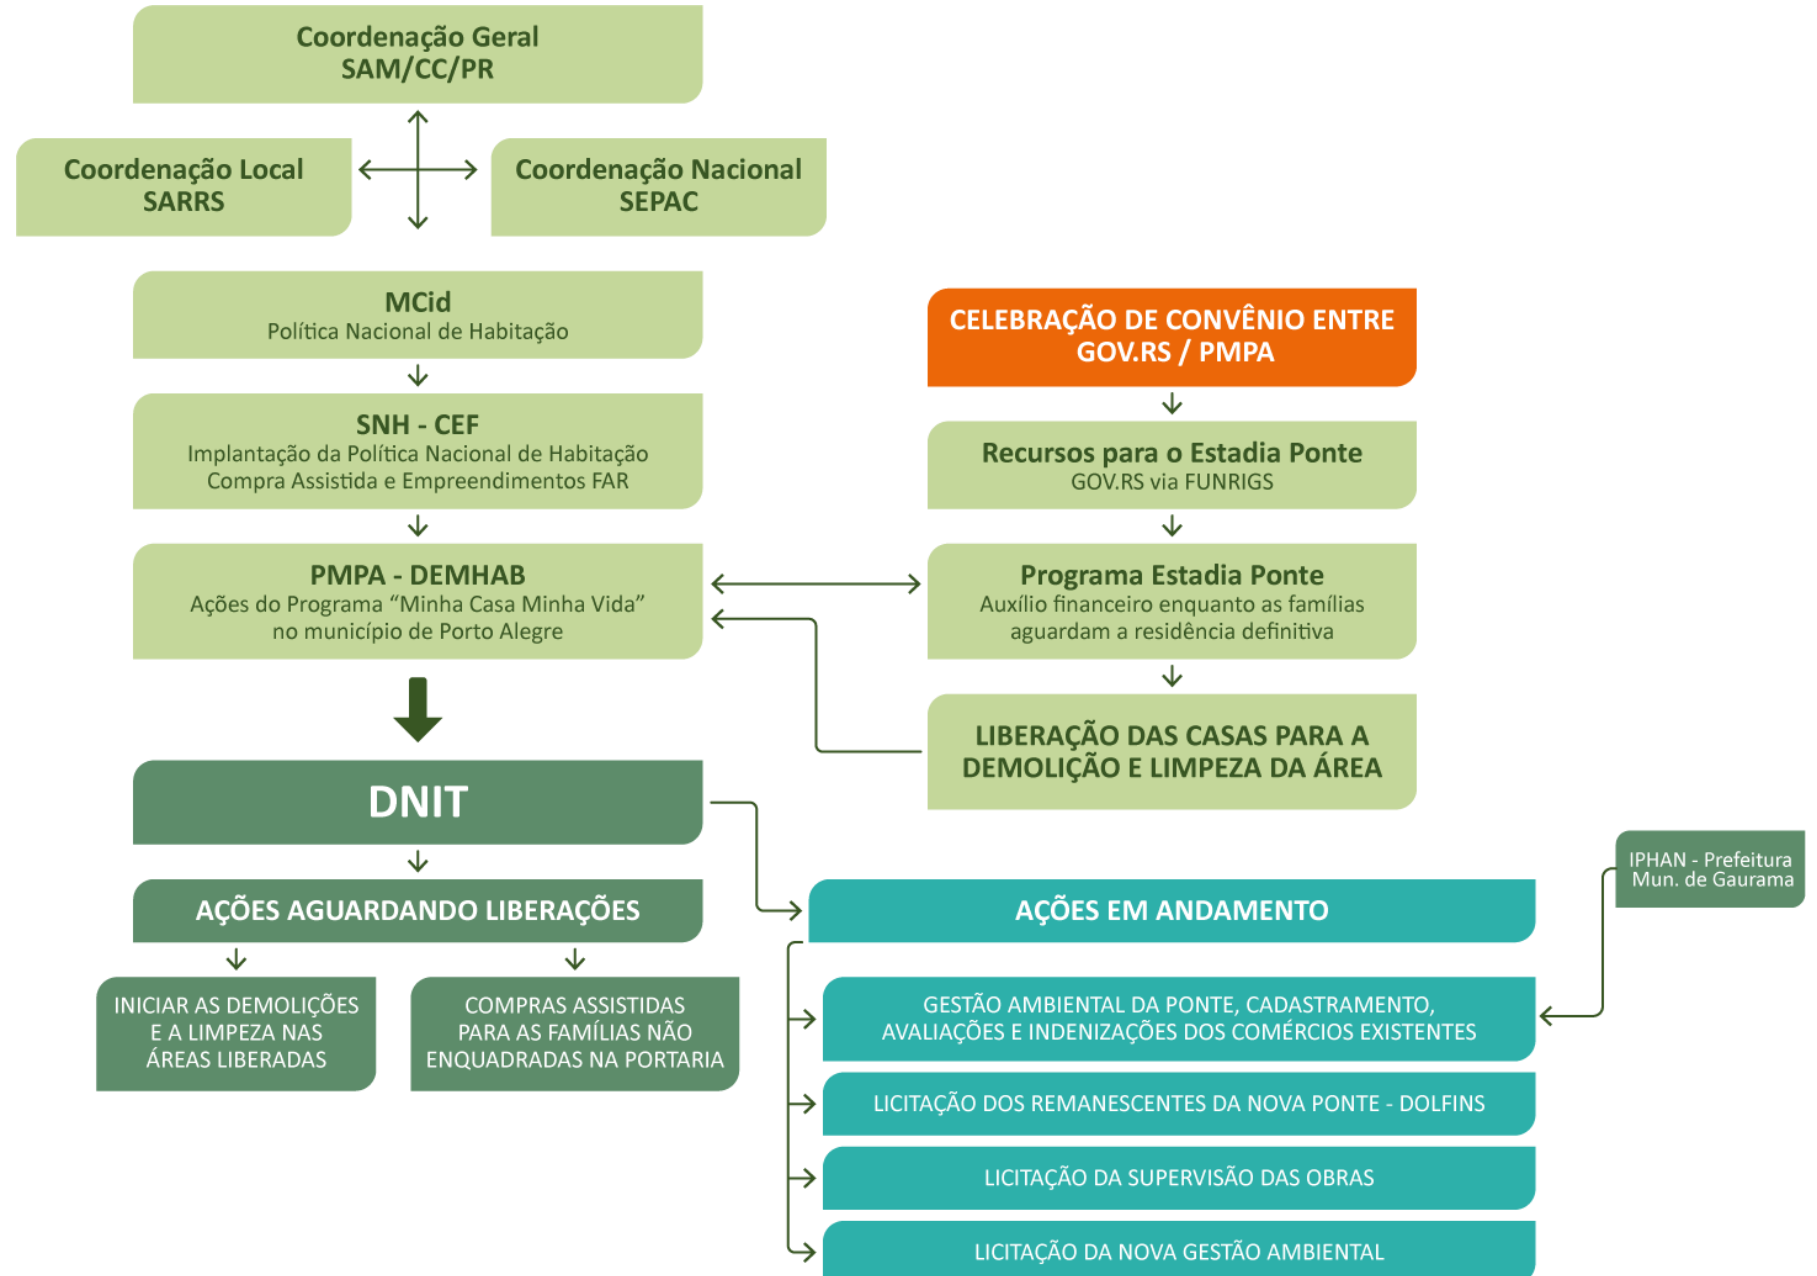 Coordenação Geral
SAM/CC/PR
Coordenação Local
SARRS
Coordenação Nacional
SEPAC
MCid
Política Nacional de Habitação
SNH - CEF
Implantação da Política Nacional de Habitação
Compra Assistida e Empreendimentos FAR
PMPA - DEMHAB
Ações do Programa “Minha Casa Minha Vida”
no município de Porto Alegre
CELEBRAÇÃO DE CONVÊNIO ENTRE
GOV.RS / PMPA
Recursos para o Estadia Ponte
GOV.RS via FUNRIGS
Programa Estadia Ponte
Auxílio financeiro enquanto as famílias
aguardam a residência definitiva
LIBERAÇÃO DAS CASAS PARA A
DEMOLIÇÃO E LIMPEZA DA ÁREA
DNIT
AÇÕES AGUARDANDO LIBERAÇÕES
INICIAR AS DEMOLIÇÕES
E A LIMPEZA NAS
ÁREAS LIBERADAS
COMPRAS ASSISTIDAS
PARA AS FAMÍLIAS NÃO
ENQUADRADAS NA PORTARIA
IPHAN - Prefeitura
Mun. de Gaurama
AÇÕES EM ANDAMENTO
GESTÃO AMBIENTAL DA PONTE, CADASTRAMENTO,
AVALIAÇÕES E INDENIZAÇÕES DOS COMÉRCIOS EXISTENTES
LICITAÇÃO DOS REMANESCENTES DA NOVA PONTE - DOLFINS
LICITAÇÃO DA SUPERVISÃO DAS OBRAS
LICITAÇÃO DA NOVA GESTÃO AMBIENTAL